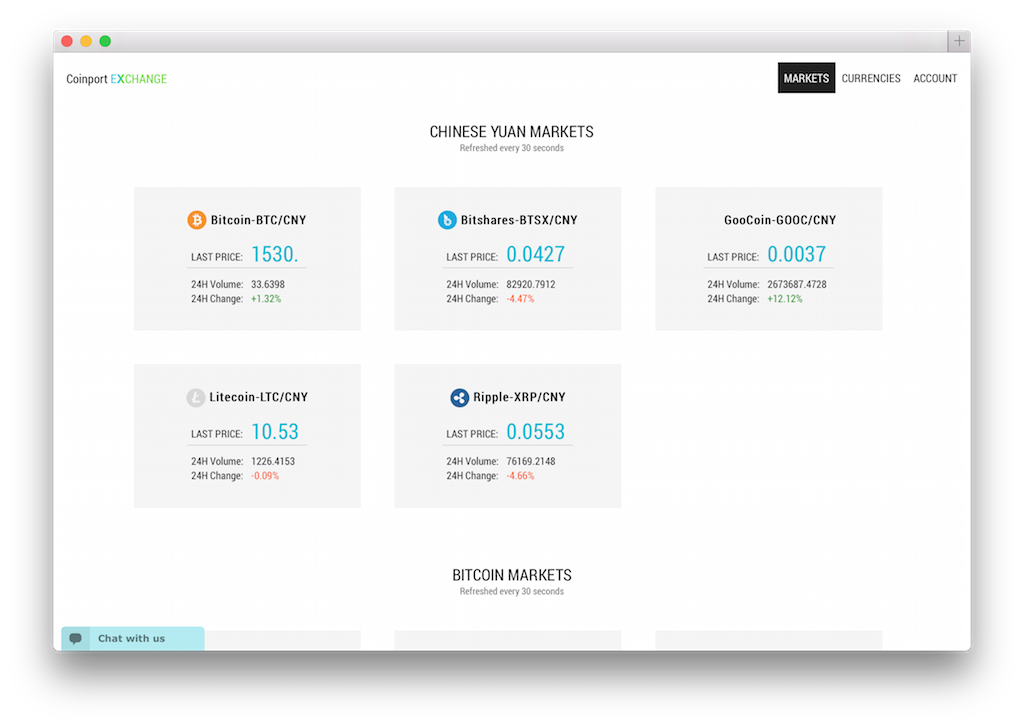 Coinport EXCHANGE
MARKETS CURRENCIES ACCOUNT
CHINESE YUAN MARKETS
Refreshed every 30 seconds
Bitcoin-BTC/CNY
LAST PRICE: 1530.
24H Volume: 33.6398
24H Change: +1.32%
Bitshares-BTSX/CNY
LAST PRICE: 0.0427
24H Volume: 82920.7912
24H Change: -4.47%
GooCoin-GOOC/CNY
LAST PRICE: 0.0037
24H Volume: 2673687.4728
24H Change: +12.12%
Litecoin-LTC/CNY
LAST PRICE: 10.53
24H Volume: 1226.4153
24H Change: -0.09%
Ripple-XRP/CNY
LAST PRICE: 0.0553
24H Volume: 76169.2148
24H Change: -4.66%
BITCOIN MARKETS
Refreshed every 30 seconds
Chat with us